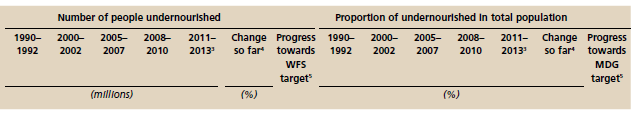 Number of people undernourished Proportion of undernourished in total population
1990– 2000– 2005– 2008– 2011– Change Progress 1990– 2000– 2005– 2008– 2011– Change Progress
1992 2002 2007 2010 2013³ so far⁴ towards 1992 2002 2007 2010 2013³ so far⁴ towards
WFS MDG
target⁵ target⁵
(millions) (%) (%)